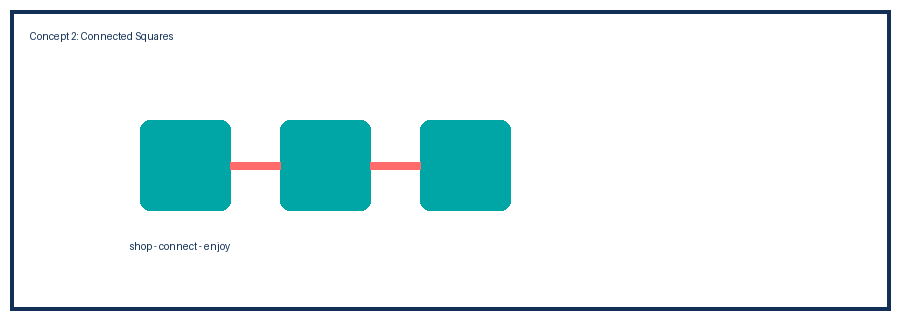 Concept 2: Connected Squares
shop - connect - enjoy